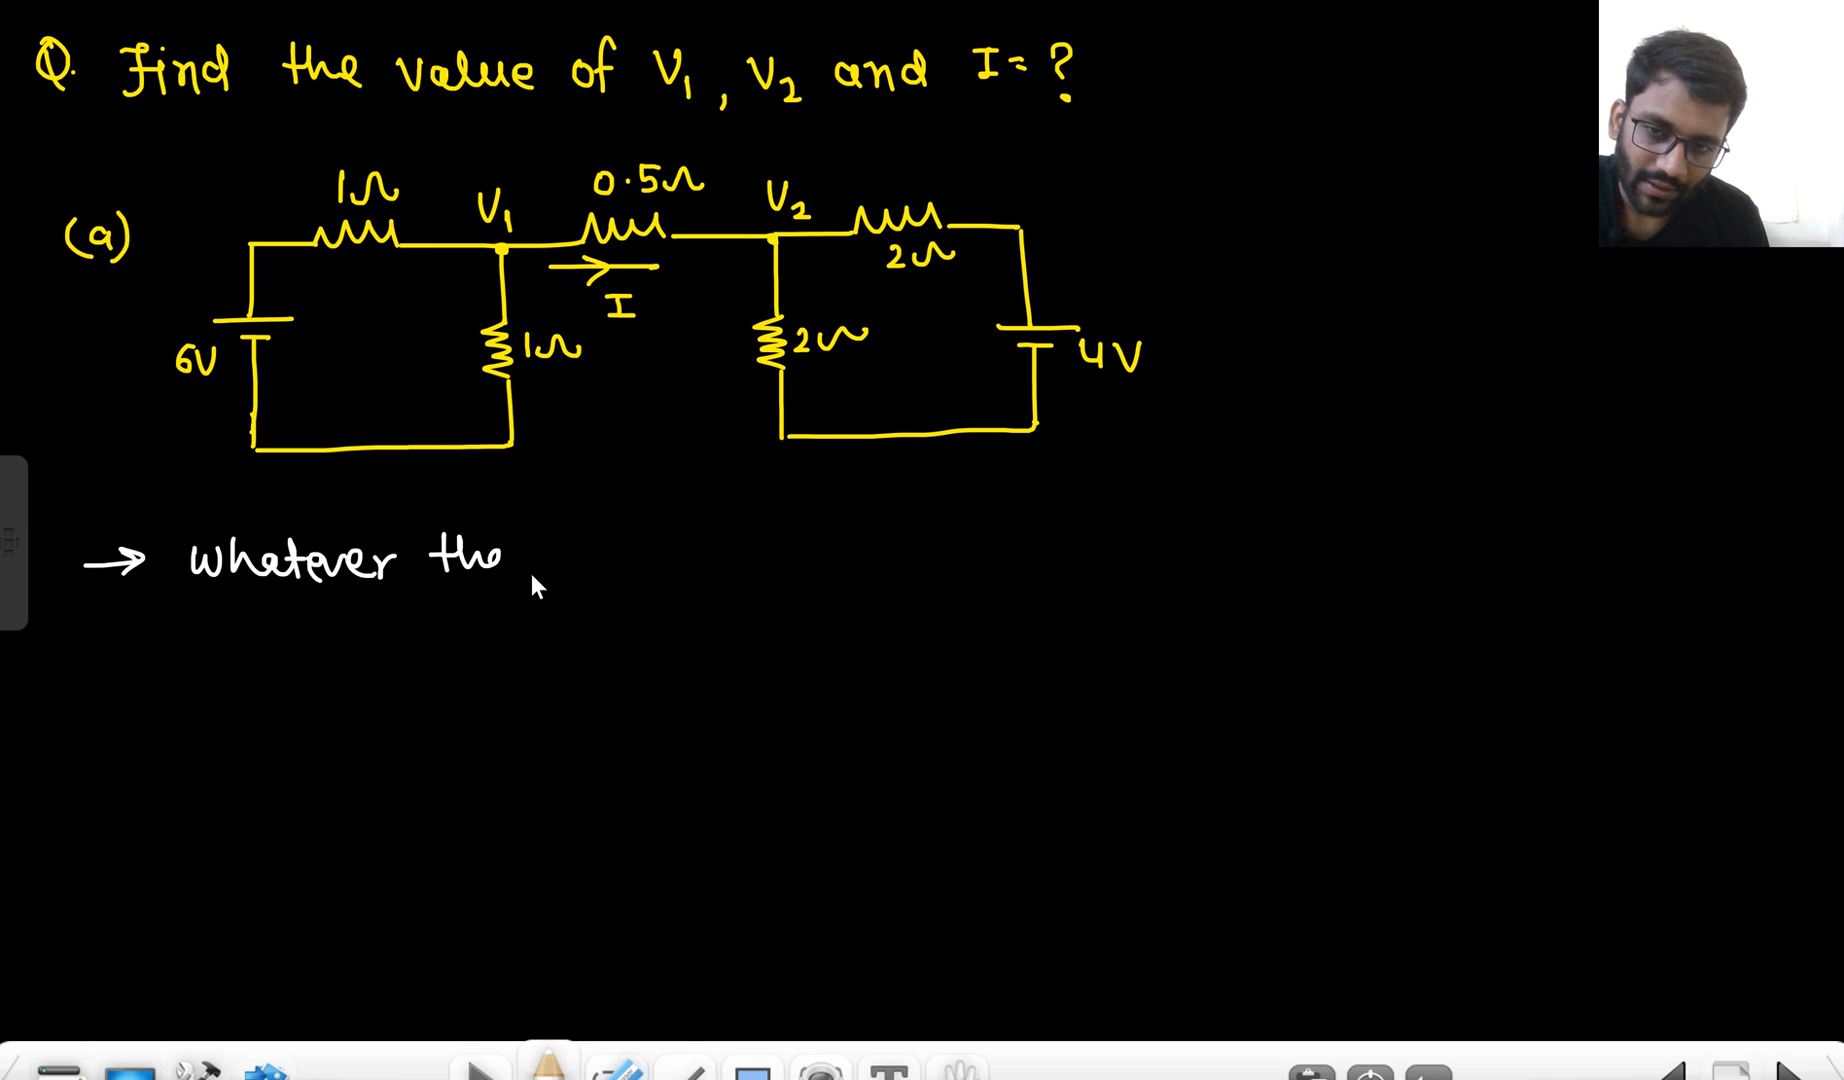 Q. Find the value of V₁, V₂ and I = ?
(a)
1Ω
V₁
0.5Ω
V₂
2Ω
I
6V
1Ω
2Ω
4V
→ Whatever the